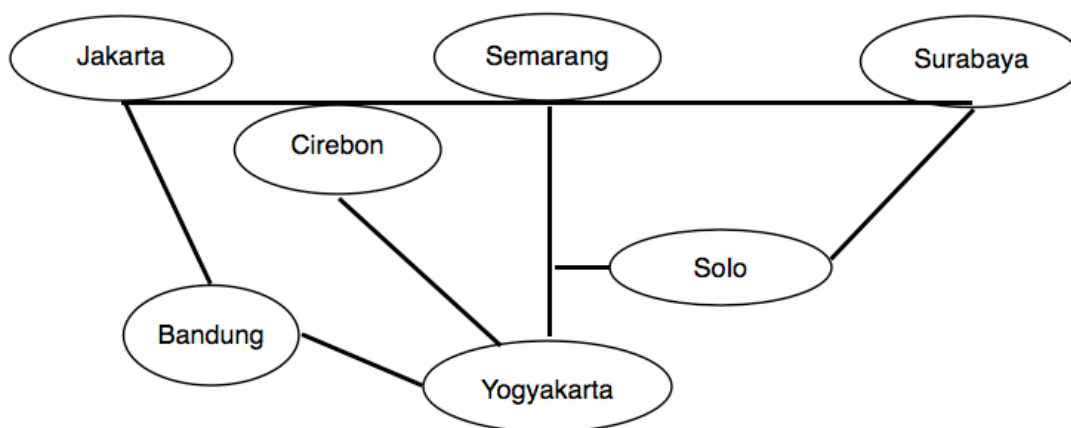 Jakarta
Semarang
Surabaya
Cirebon
Solo
Bandung
Yogyakarta